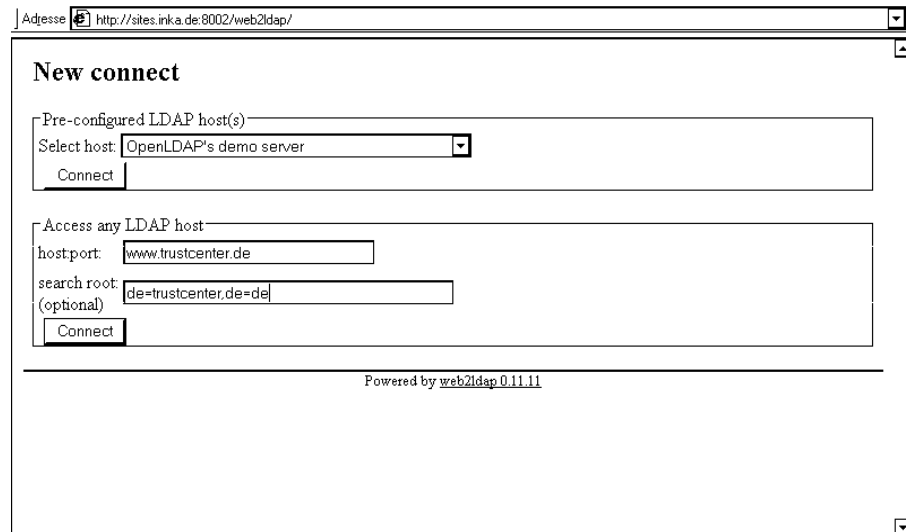 Adresse http://sites.inka.de:8002/web2ldap/
New connect
Pre-configured LDAP host(s)
Select host: OpenLDAP's demo server
Connect
Access any LDAP host
host:port: www.trustcenter.de
search root:
(optional) de=trustcenter,de=de
Connect
Powered by web2ldap 0.11.11